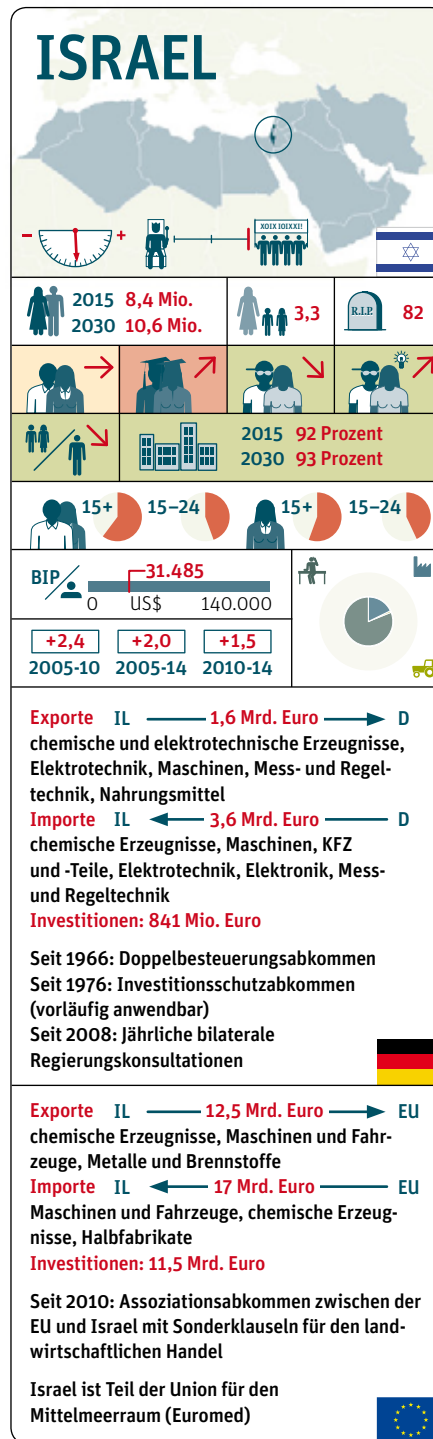 ISRAEL
XOIX IOIXXI!
- +
2015 8,4 Mio.
2030 10,6 Mio.
3,3
R.I.P.
82
2015 92 Prozent
2030 93 Prozent
15+ 15–24 15+ 15–24
BIP/
31.485
0 US$ 140.000
+2,4 +2,0 +1,5
2005-10 2005-14 2010-14
Exporte IL 1,6 Mrd. Euro D
chemische und elektrotechnische Erzeugnisse,
Elektrotechnik, Maschinen, Mess- und Regel-
technik, Nahrungsmittel
Importe IL 3,6 Mrd. Euro D
chemische Erzeugnisse, Maschinen, KFZ
und -Teile, Elektrotechnik, Elektronik, Mess-
und Regeltechnik
Investitionen: 841 Mio. Euro
Seit 1966: Doppelbesteuerungsabkommen
Seit 1976: Investitionsschutzabkommen
(vorläufig anwendbar)
Seit 2008: Jährliche bilaterale
Regierungskonsultationen
Exporte IL 12,5 Mrd. Euro EU
chemische Erzeugnisse, Maschinen und Fahr-
zeuge, Metalle und Brennstoffe
Importe IL 17 Mrd. Euro EU
Maschinen und Fahrzeuge, chemische Erzeug-
nisse, Halbfabrikate
Investitionen: 11,5 Mrd. Euro
Seit 2010: Assoziationsabkommen zwischen der
EU und Israel mit Sonderklauseln für den land-
wirtschaftlichen Handel
Israel ist Teil der Union für den
Mittelmeerraum (Euromed)